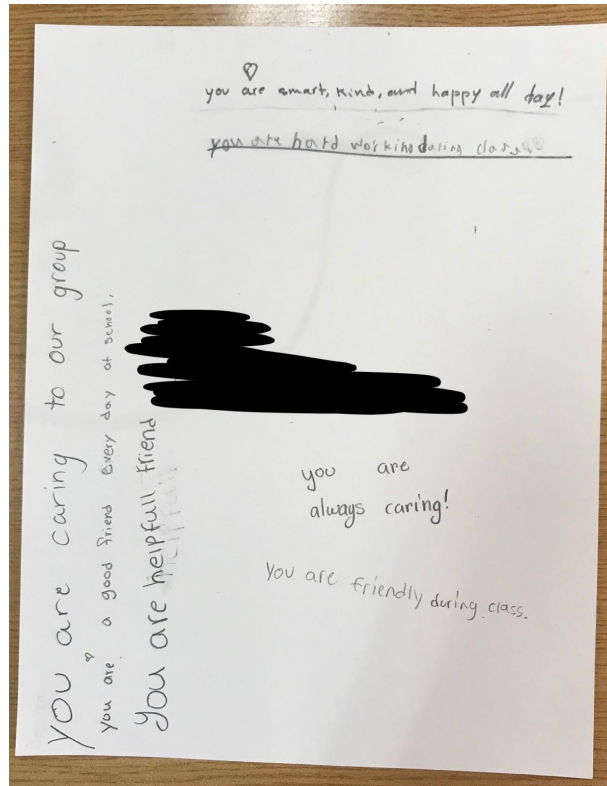 you are smart, kind, and happy all day!
you are hard working during class
you are caring to our group
you are a good friend every day at school.
you are helpfull friend
you are
always caring!
you are friendly during class.